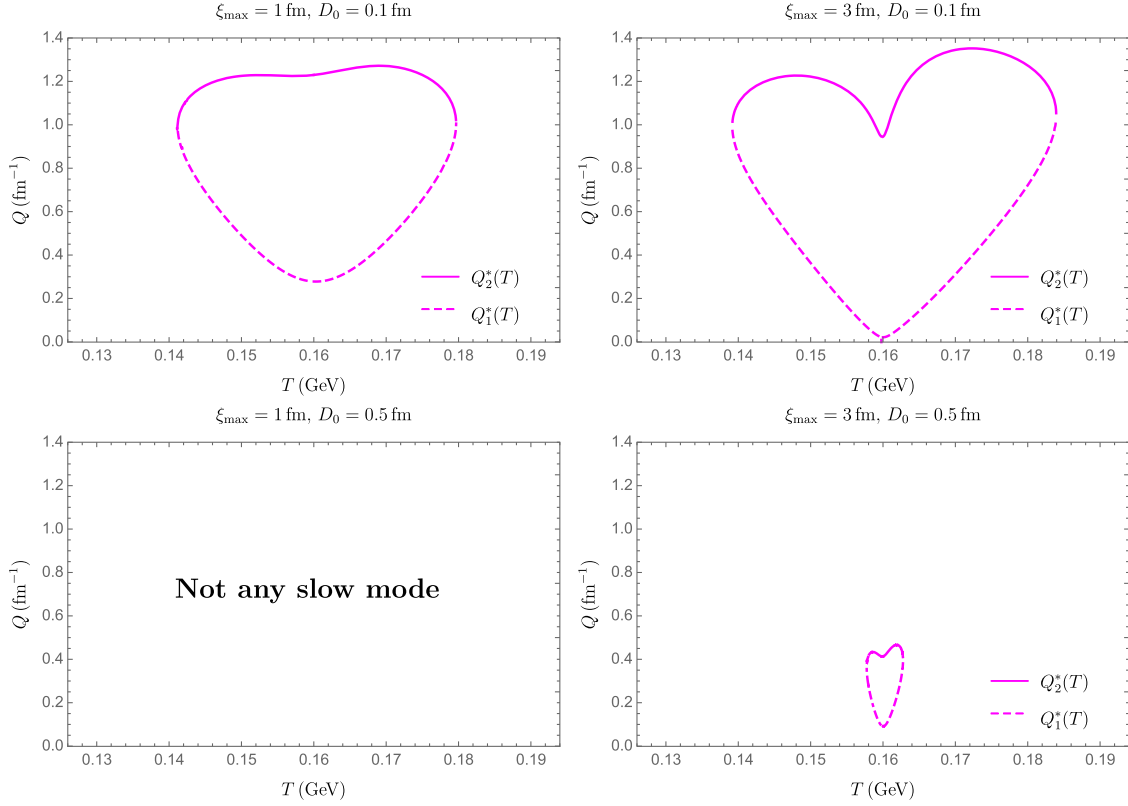 ξmax = 1 fm, D0 = 0.1 fm
Q (fm−1)
1.4
1.2
1.0
0.8
0.6
0.4
0.2
0.0
Q2*(T)
Q1*(T)
0.13 0.14 0.15 0.16 0.17 0.18 0.19
T (GeV)
ξmax = 3 fm, D0 = 0.1 fm
Q (fm−1)
1.4
1.2
1.0
0.8
0.6
0.4
0.2
0.0
Q2*(T)
Q1*(T)
0.13 0.14 0.15 0.16 0.17 0.18 0.19
T (GeV)
ξmax = 1 fm, D0 = 0.5 fm
Q (fm−1)
1.4
1.2
1.0
0.8
0.6
0.4
0.2
0.0
Not any slow mode
0.13 0.14 0.15 0.16 0.17 0.18 0.19
T (GeV)
ξmax = 3 fm, D0 = 0.5 fm
Q (fm−1)
1.4
1.2
1.0
0.8
0.6
0.4
0.2
0.0
Q2*(T)
Q1*(T)
0.13 0.14 0.15 0.16 0.17 0.18 0.19
T (GeV)